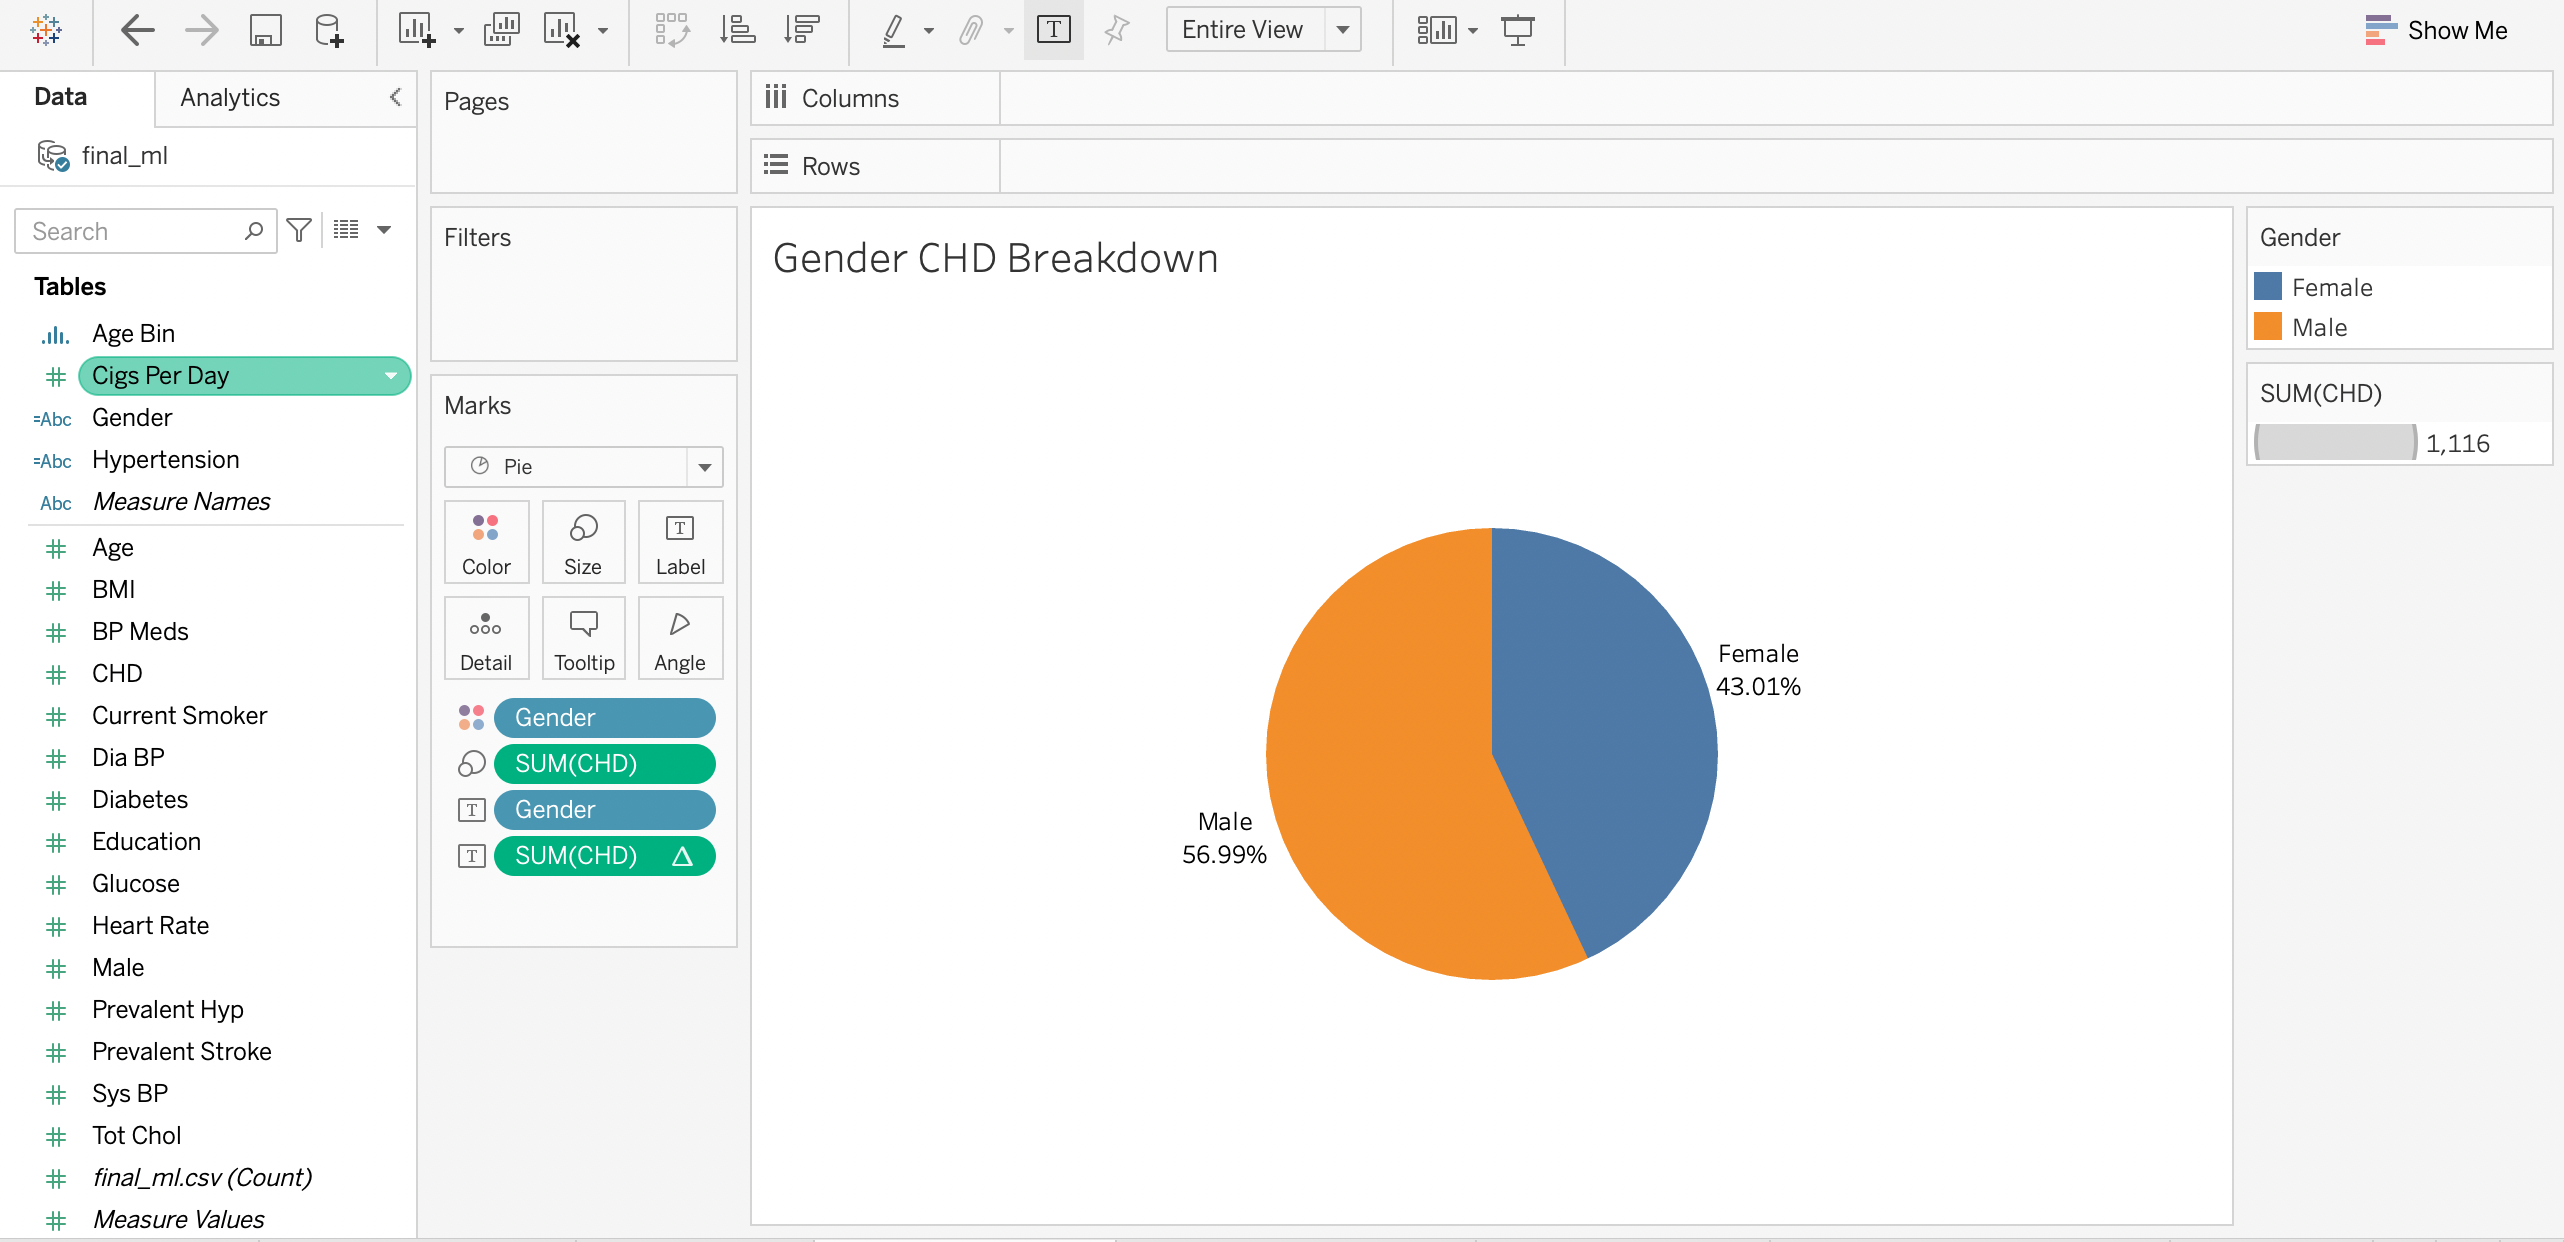 Entire View
Show Me
Data
Analytics
final_ml
Search
Tables
Age Bin
Cigs Per Day
=Abc Gender
=Abc Hypertension
Abc Measure Names
Age
BMI
BP Meds
CHD
Current Smoker
Dia BP
Diabetes
Education
Glucose
Heart Rate
Male
Prevalent Hyp
Prevalent Stroke
Sys BP
Tot Chol
final_ml.csv (Count)
Measure Values
Pages
Filters
Marks
Pie
Color Size Label
Detail Tooltip Angle
Gender
SUM(CHD)
Gender
SUM(CHD)
Columns
Rows
Gender CHD Breakdown
Female
43.01%
Male
56.99%
Gender
Female
Male
SUM(CHD)
1,116